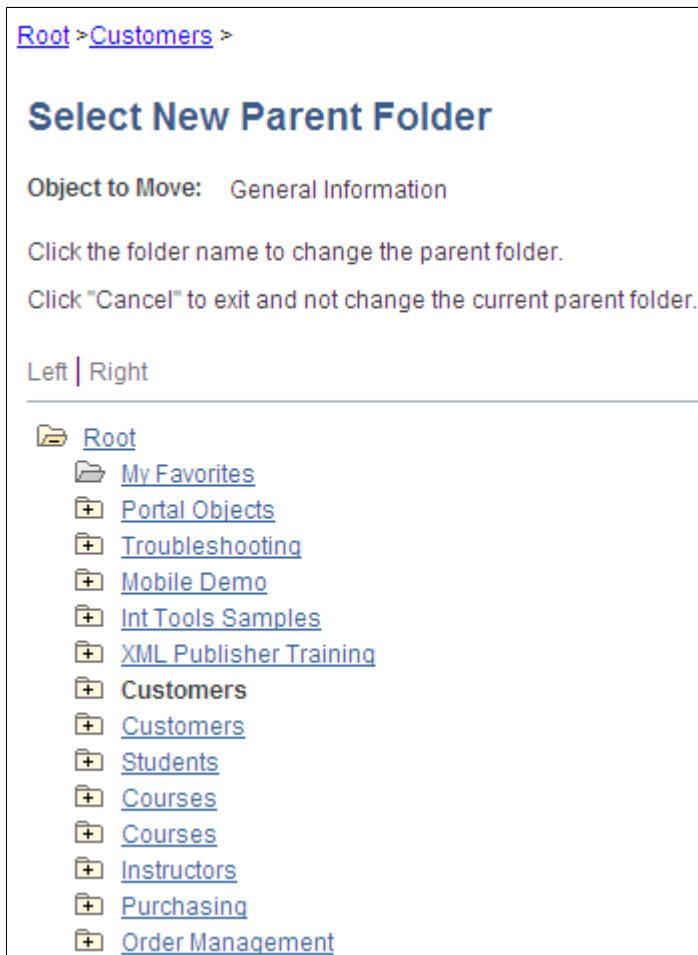 Root >Customers >
Select New Parent Folder
Object to Move: General Information
Click the folder name to change the parent folder.
Click "Cancel" to exit and not change the current parent folder.
Left | Right
Root
My Favorites
Portal Objects
Troubleshooting
Mobile Demo
Int Tools Samples
XML Publisher Training
Customers
Customers
Students
Courses
Courses
Instructors
Purchasing
Order Management